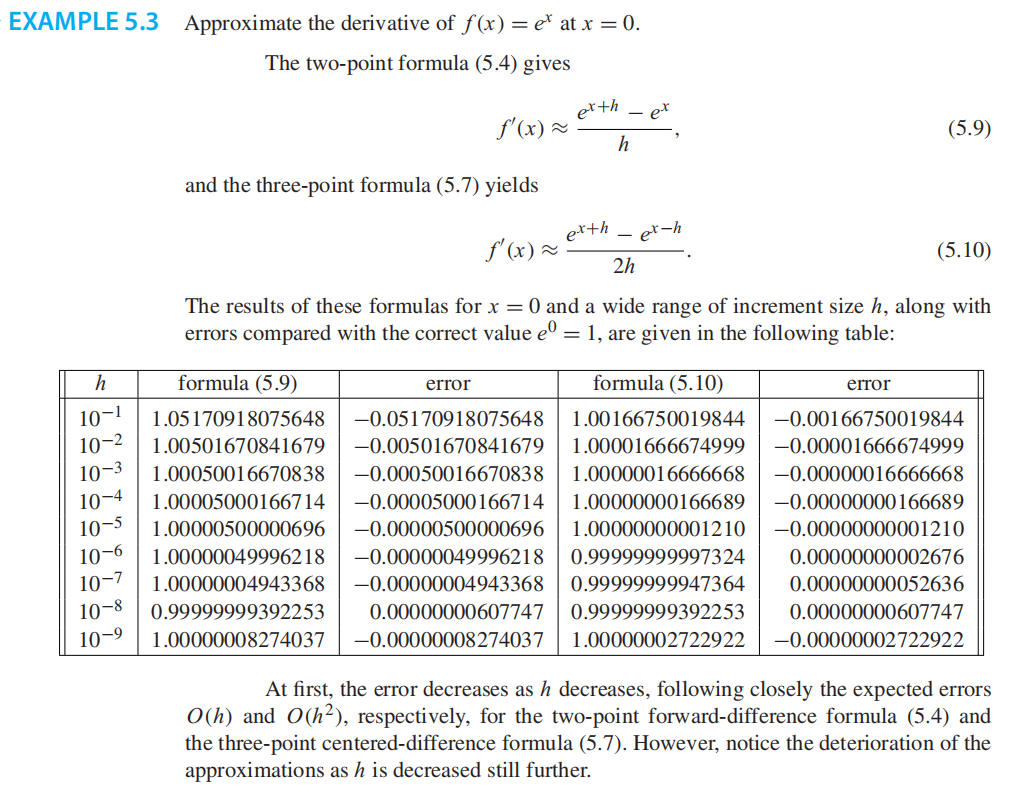 EXAMPLE 5.3 Approximate the derivative of f(x) = eˣ at x = 0.
The two-point formula (5.4) gives
f′(x) ≈ (eˣ⁺ʰ − eˣ)/h, (5.9)
and the three-point formula (5.7) yields
f′(x) ≈ (eˣ⁺ʰ − eˣ⁻ʰ)/2h. (5.10)
The results of these formulas for x = 0 and a wide range of increment size h, along with
errors compared with the correct value e⁰ = 1, are given in the following table:
h formula (5.9) error formula (5.10) error
10⁻¹ 1.05170918075648 −0.05170918075648 1.00166750019844 −0.00166750019844
10⁻² 1.00501670841679 −0.00501670841679 1.00001666674999 −0.00001666674999
10⁻³ 1.00050016670838 −0.00050016670838 1.00000016666668 −0.00000016666668
10⁻⁴ 1.00005000166714 −0.00005000166714 1.00000000166689 −0.00000000166689
10⁻⁵ 1.00000500000696 −0.00000500000696 1.00000000001210 −0.00000000001210
10⁻⁶ 1.00000049996218 −0.00000049996218 0.99999999997324 0.00000000002676
10⁻⁷ 1.00000004943368 −0.00000004943368 0.99999999947364 0.00000000052636
10⁻⁸ 0.99999999392253 0.00000000607747 0.99999999392253 0.00000000607747
10⁻⁹ 1.00000008274037 −0.00000008274037 1.00000002722922 −0.00000002722922
At first, the error decreases as h decreases, following closely the expected errors
O(h) and O(h²), respectively, for the two-point forward-difference formula (5.4) and
the three-point centered-difference formula (5.7). However, notice the deterioration of the
approximations as h is decreased still further.